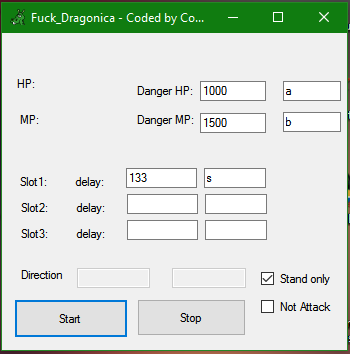 Fuck_Dragonica - Coded by Co...
HP: Danger HP: 1000 a
MP: Danger MP: 1500 b
Slot1: delay: 133 s
Slot2: delay:
Slot3: delay:
Direction Stand only
Start Stop Not Attack